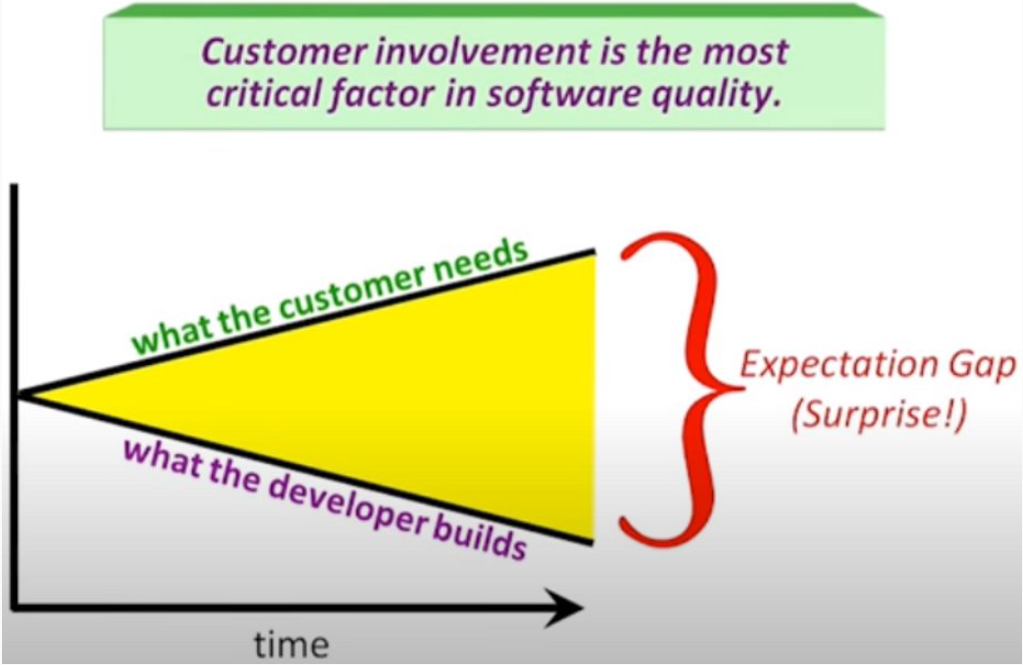 Customer involvement is the most
critical factor in software quality.
what the customer needs
what the developer builds
Expectation Gap
(Surprise!)
time